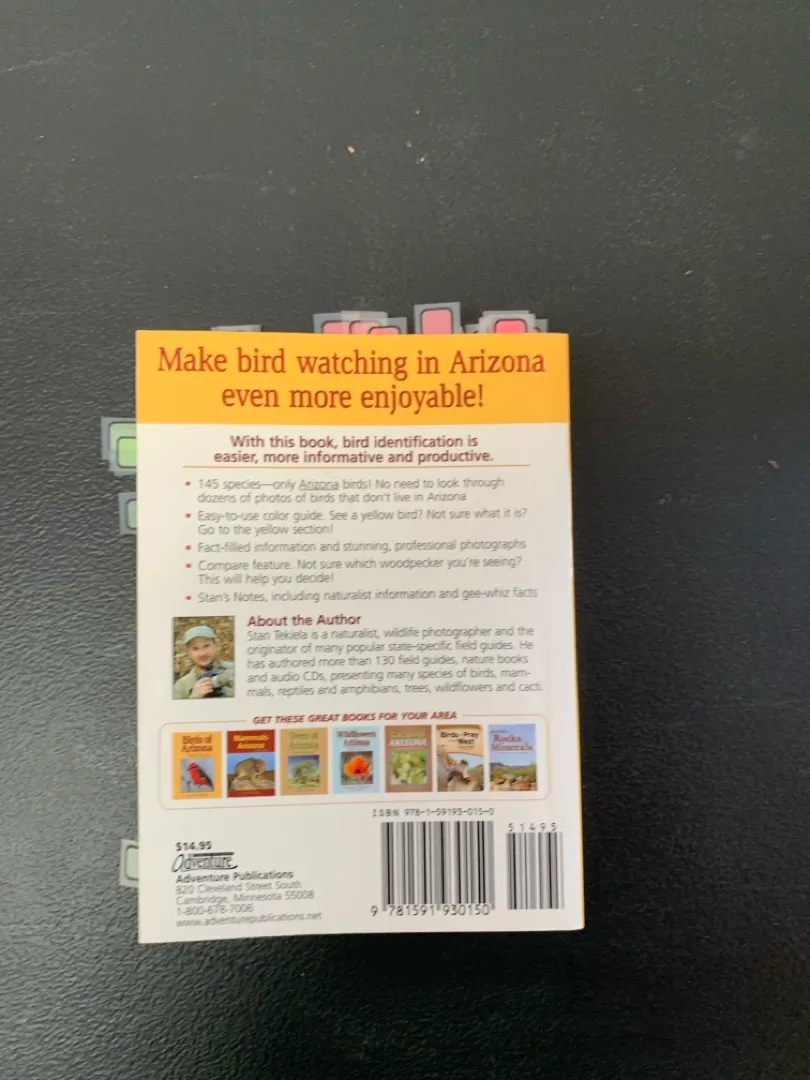 Make bird watching in Arizona
even more enjoyable!
With this book, bird identification is
easier, more informative and productive.
• 145 species—only Arizona birds! No need to look through
dozens of photos of birds that don't live in Arizona
• Easy-to-use color guide. See a yellow bird? Not sure what it is?
Go to the yellow section!
• Fact-filled information and stunning, professional photographs
• Compare feature. Not sure which woodpecker you're seeing?
This will help you decide!
• Stan's Notes, including naturalist information and gee-whiz facts
About the Author
Stan Tekiela is a naturalist, wildlife photographer and the
originator of many popular state-specific field guides. He
has authored more than 130 field guides, nature books
and audio CDs, presenting many species of birds, mam-
mals, reptiles and amphibians, trees, wildflowers and cacti.
GET THESE GREAT BOOKS FOR YOUR AREA
Birds of
Arizona
Mammals
Arizona
Trees of
Arizona
Wildflowers
Arizona
ARIZONA
Birds of Prey
West
Rocks
Minerals
ISBN 978-1-59193-015-0
51495
$14.95
Adventure
Adventure Publications
820 Cleveland Street South
Cambridge, Minnesota 55008
1-800-678-7006
www.adventurepublications.net
9 781591 930150